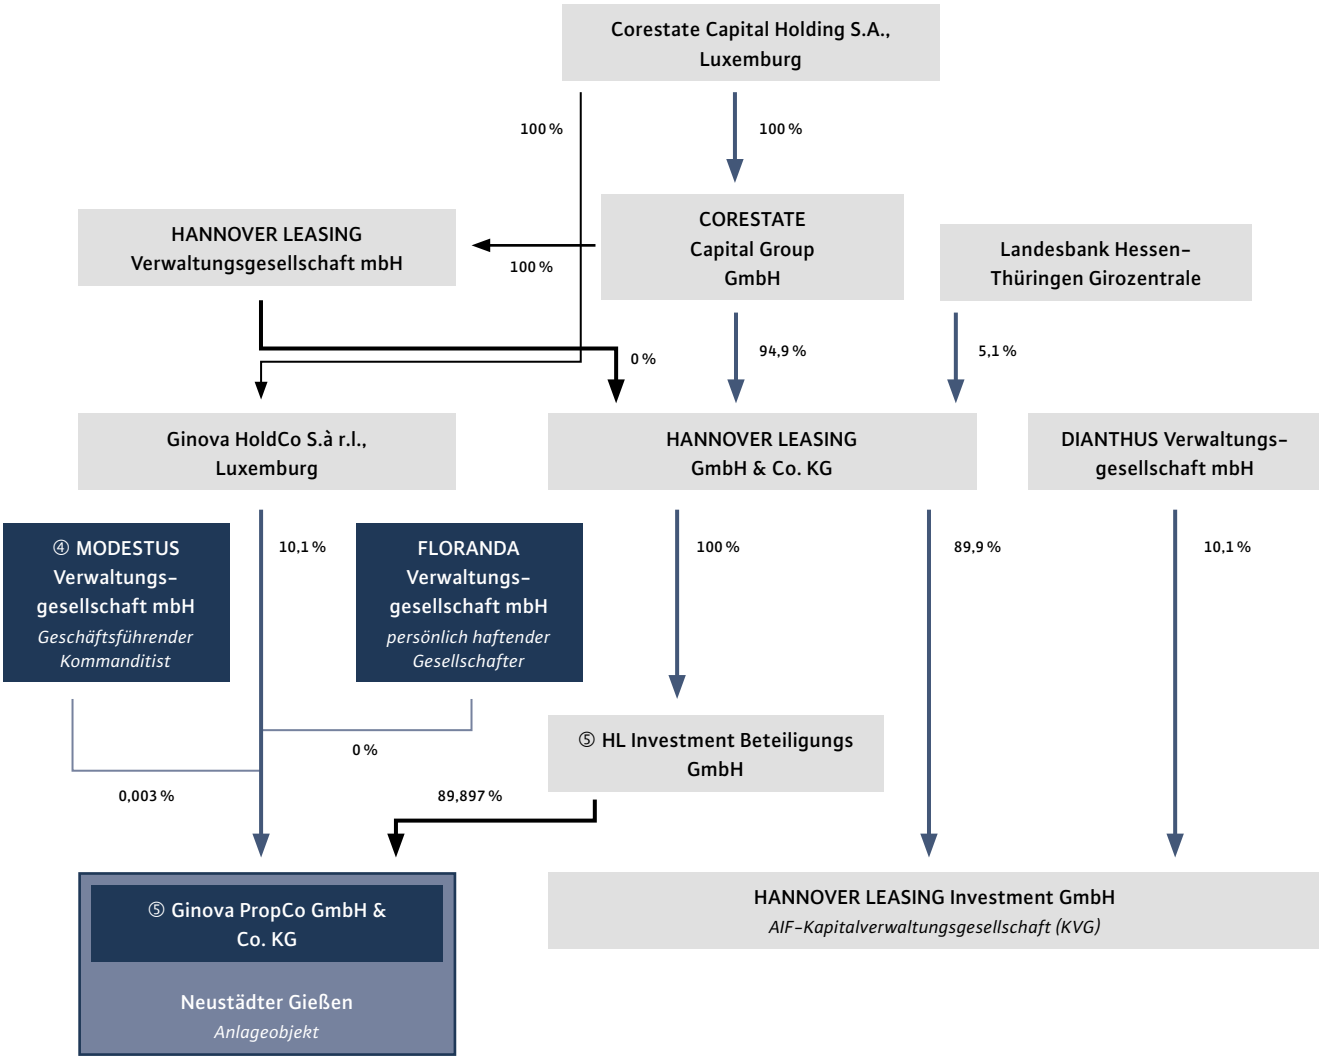 Corestate Capital Holding S.A.,
Luxemburg
100 %
100 %
HANNOVER LEASING
Verwaltungsgesellschaft mbH
100 %
CORESTATE
Capital Group
GmbH
Landesbank Hessen-
Thüringen Girozentrale
0 %
94,9 %
5,1 %
Ginova HoldCo S.à r.l.,
Luxemburg
HANNOVER LEASING
GmbH & Co. KG
DIANTHUS Verwaltungs-
gesellschaft mbH
④ MODESTUS
Verwaltungs-
gesellschaft mbH
Geschäftsführender
Kommanditist
10,1 %
FLORANDA
Verwaltungs-
gesellschaft mbH
persönlich haftender
Gesellschafter
100 %
89,9 %
10,1 %
0 %
⑤ HL Investment Beteiligungs
GmbH
0,003 %
89,897 %
⑤ Ginova PropCo GmbH &
Co. KG
Neustädter Gießen
Anlageobjekt
HANNOVER LEASING Investment GmbH
AIF-Kapitalverwaltungsgesellschaft (KVG)